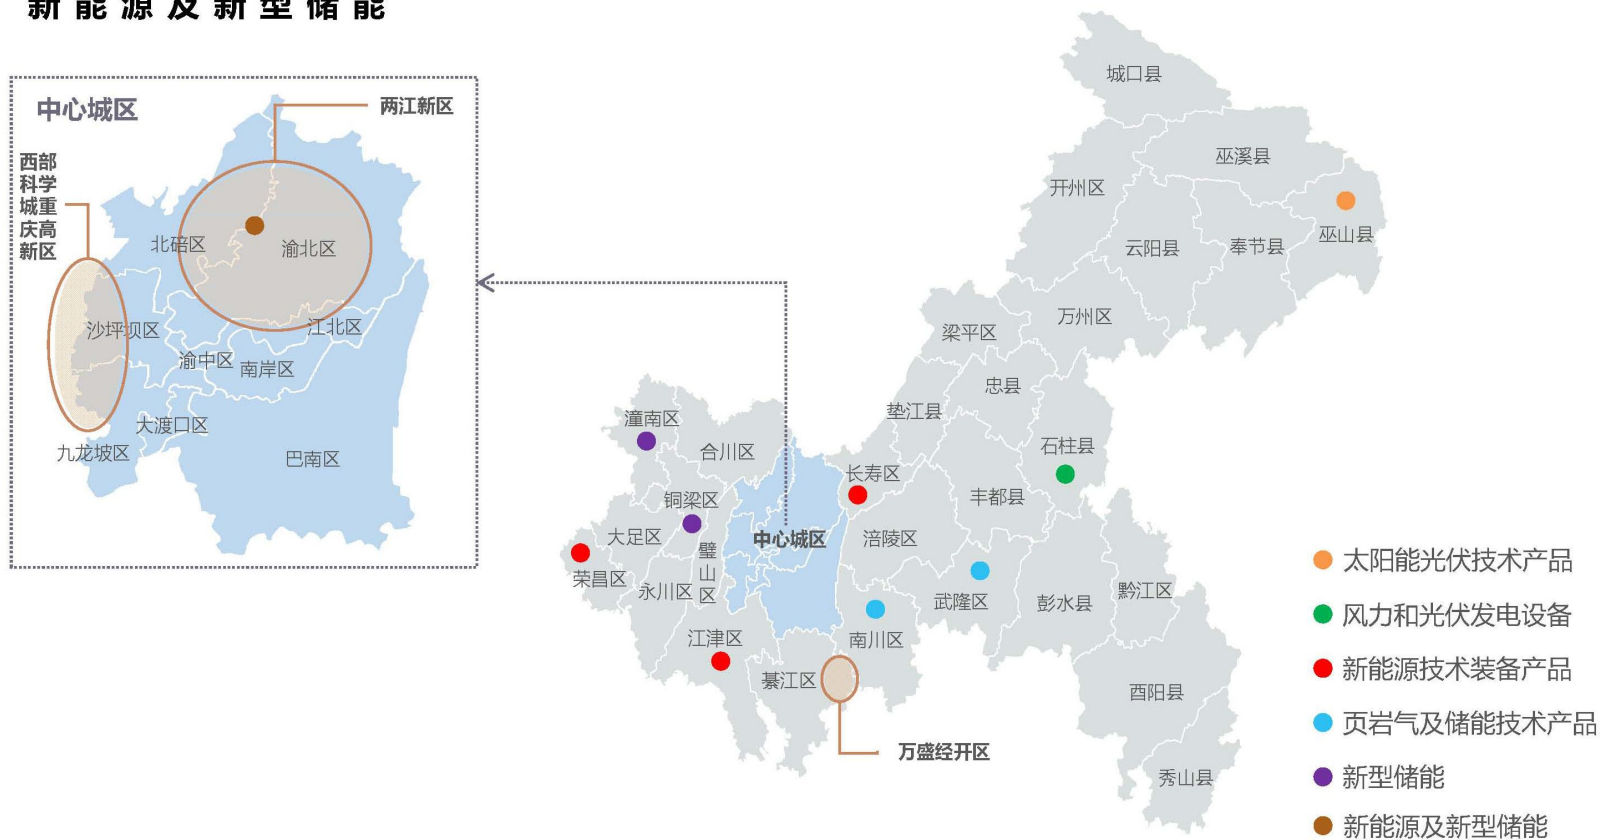 新能源及新型储能
中心城区
两江新区
西部
科学
城重
庆高
新区
北碚区
渝北区
沙坪坝区
江北区
渝中区
南岸区
大渡口区
九龙坡区
巴南区
城口县
巫溪县
开州区
巫山县
云阳县
奉节县
万州区
梁平区
忠县
垫江县
潼南区
石柱县
合川区
长寿区
铜梁区
丰都县
大足区
中心城区
涪陵区
璧
山
区
荣昌区
永川区
武隆区
彭水县
黔江区
江津区
南川区
綦江区
酉阳县
万盛经开区
秀山县
太阳能光伏技术产品
风力和光伏发电设备
新能源技术装备产品
页岩气及储能技术产品
新型储能
新能源及新型储能